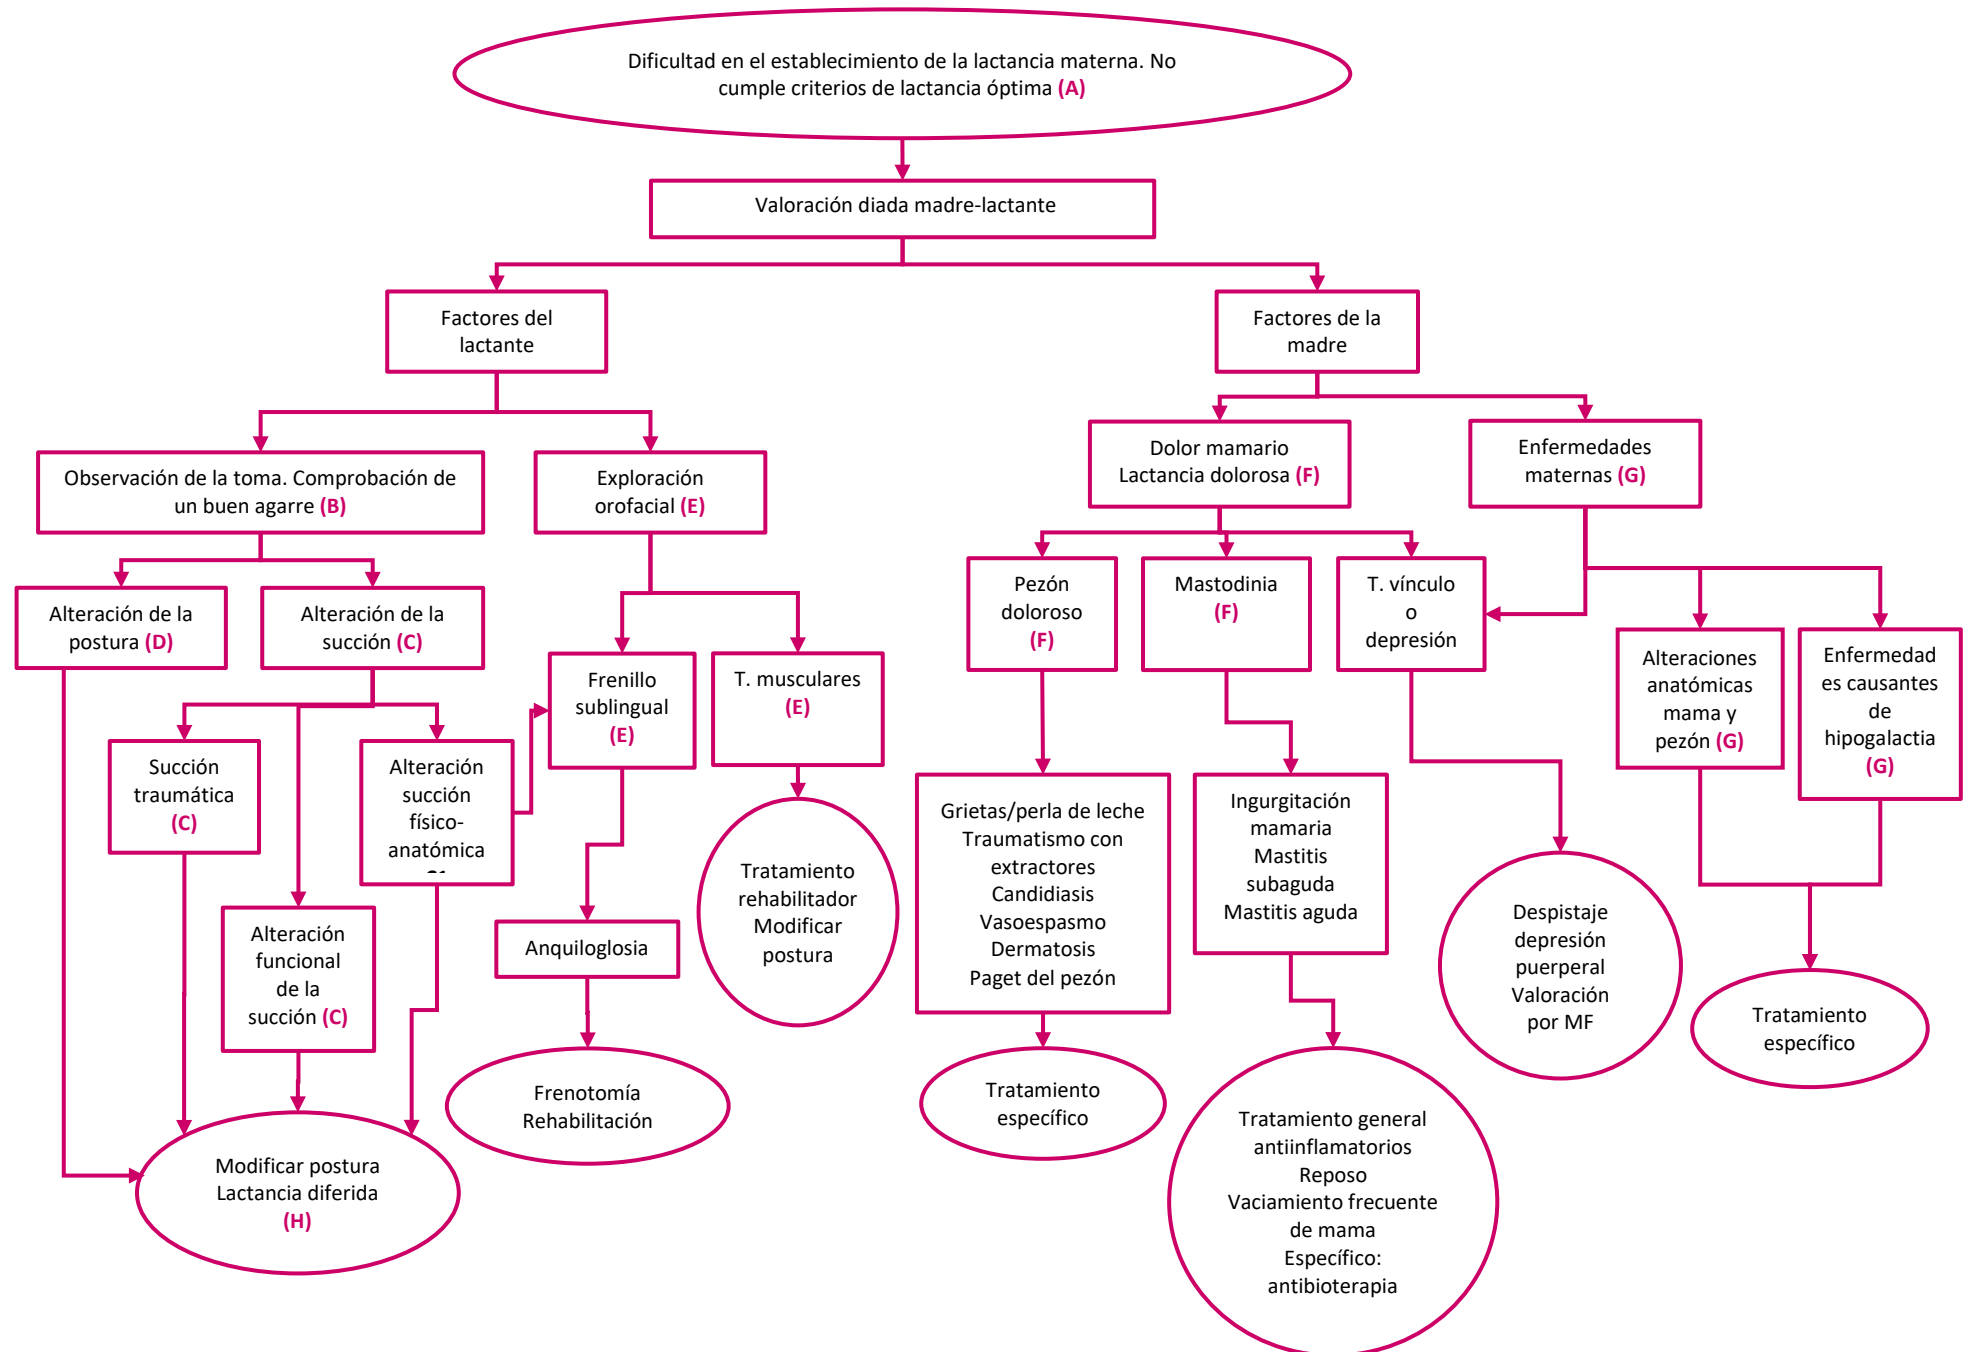 Dificultad en el establecimiento de la lactancia materna. No
cumple criterios de lactancia óptima (A)
Valoración diada madre-lactante
Factores del
lactante
Factores de la
madre
Observación de la toma. Comprobación de
un buen agarre (B)
Exploración
orofacial (E)
Dolor mamario
Lactancia dolorosa (F)
Enfermedades
maternas (G)
Alteración de la
postura (D)
Alteración de la
succión (C)
Frenillo
sublingual
(E)
T. musculares
(E)
Pezón
doloroso
(F)
Mastodinia
(F)
T. vínculo
o
depresión
Alteraciones
anatómicas
mama y
pezón (G)
Enfermedad
es causantes
de
hipogalactia
(G)
Succión
traumática
(C)
Alteración
succión
físico-
anatómica
Alteración
funcional
de la
succión (C)
Anquiloglosia
Tratamiento
rehabilitador
Modificar
postura
Grietas/perla de leche
Traumatismo con
extractores
Candidiasis
Vasoespasmo
Dermatosis
Paget del pezón
Ingurgitación
mamaria
Mastitis
subaguda
Mastitis aguda
Despistaje
depresión
puerperal
Valoración
por MF
Tratamiento
específico
Modificar postura
Lactancia diferida
(H)
Frenotomía
Rehabilitación
Tratamiento
específico
Tratamiento general
antiinflamatorios
Reposo
Vaciamiento frecuente
de mama
Específico:
antibioterapia